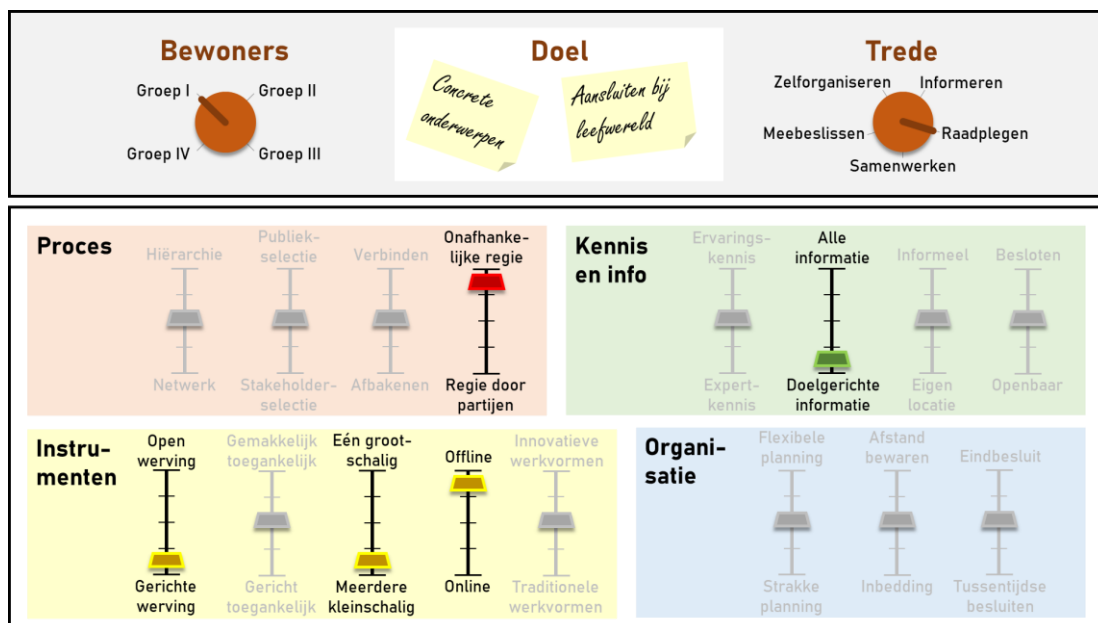 Bewoners
Groep I
Groep II
Groep IV
Groep III
Doel
Concrete
onderwerpen
Aansluiten bij
leefwereld
Trede
Zelforganiseren
Informeren
Meebeslissen
Raadplegen
Samenwerken
Proces
Hiërarchie
Netwerk
Publiek-
selectie
Stakeholder-
selectie
Verbinden
Afbakenen
Onafhanke-
lijke regie
Regie door
partijen
Kennis
en info
Ervarings-
kennis
Expert-
kennis
Alle
informatie
Doelgerichte
informatie
Informeel
Eigen
locatie
Besloten
Openbaar
Instru-
menten
Open
werving
Gerichte
werving
Gemakkelijk
toegankelijk
Gericht
toegankelijk
Eén groot-
schalig
Meerdere
kleinschalig
Offline
Online
Innovatieve
werkvormen
Traditionele
werkvormen
Organi-
satie
Flexibele
planning
Strakke
planning
Afstand
bewaren
Inbedding
Eindbesluit
Tussentijdse
besluiten